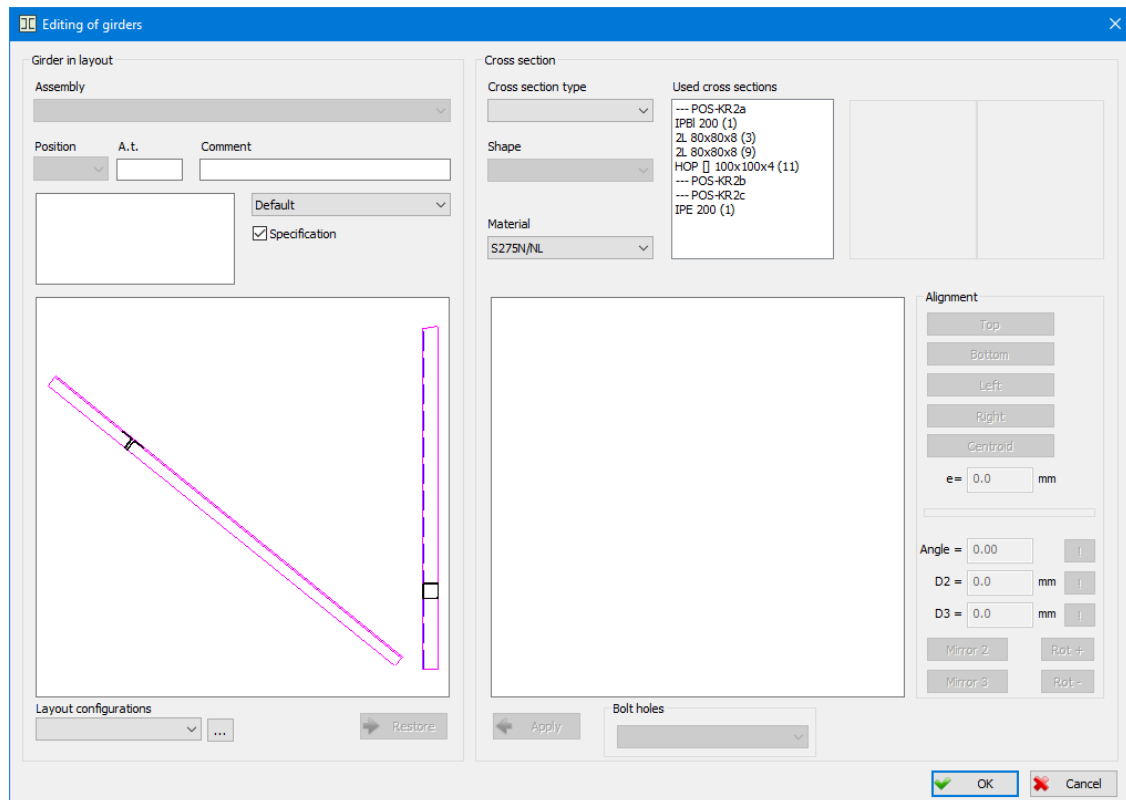 Editing of girders
Girder in layout
Assembly
Position A.t. Comment
Default
Specification
Layout configurations
...
Restore
Cross section
Cross section type
Used cross sections
--- POS-KR2a
IPBl 200 (1)
2L 80x80x8 (3)
2L 80x80x8 (9)
HOP [] 100x100x4 (11)
--- POS-KR2b
--- POS-KR2c
IPE 200 (1)
Shape
Material
S275N/NL
Alignment
Top
Bottom
Left
Right
Centroid
e= 0.0 mm
Angle = 0.00 !
D2 = 0.0 mm !
D3 = 0.0 mm !
Mirror 2 Rot +
Mirror 3 Rot -
Apply
Bolt holes
OK
Cancel